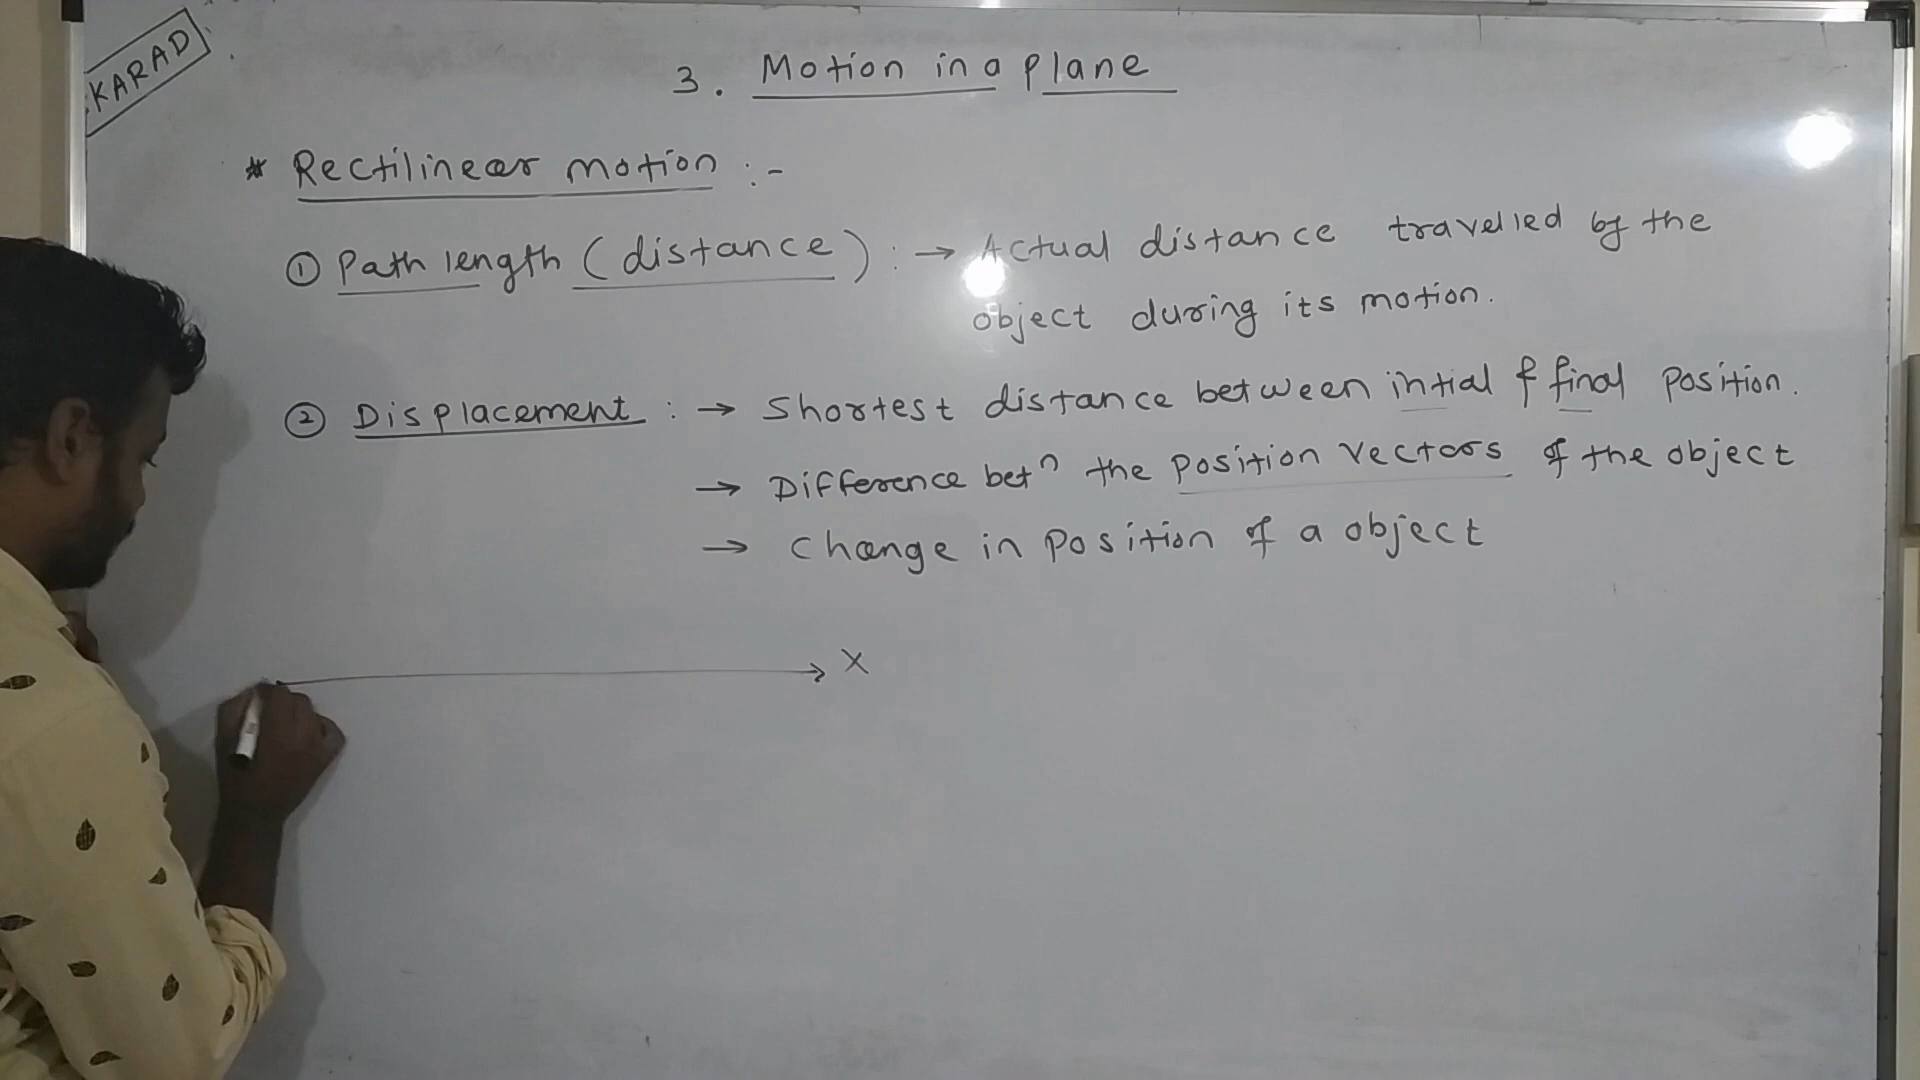 KARAD
3. Motion in a plane
* Rectilinear motion :-
① Path length (distance) : → Actual distance travelled by the
object during its motion.
② Displacement : → Shortest distance between intial & final position.
→ Difference betⁿ the position vectors of the object
→ change in position of a object
X